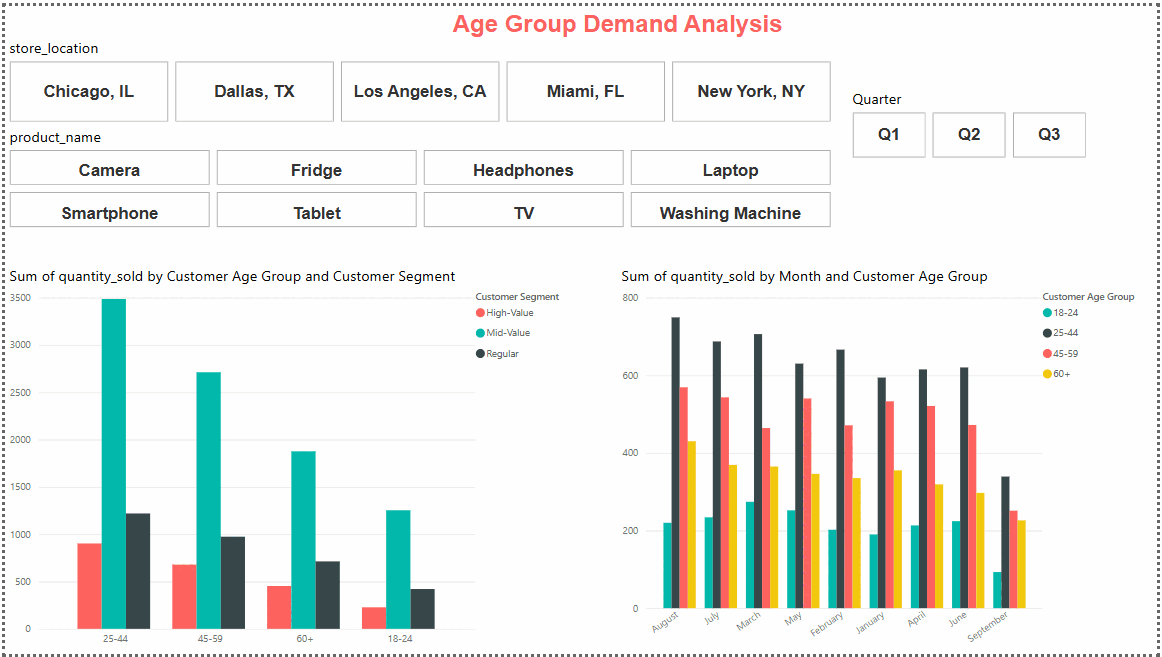 Age Group Demand Analysis
store_location
Chicago, IL
Dallas, TX
Los Angeles, CA
Miami, FL
New York, NY
Quarter
Q1
Q2
Q3
product_name
Camera
Fridge
Headphones
Laptop
Smartphone
Tablet
TV
Washing Machine
Sum of quantity_sold by Customer Age Group and Customer Segment
Customer Segment
High-Value
Mid-Value
Regular
3500
3000
2500
2000
1500
1000
500
0
25-44
45-59
60+
18-24
Sum of quantity_sold by Month and Customer Age Group
Customer Age Group
18-24
25-44
45-59
60+
800
600
400
200
0
August
July
March
May
February
January
April
June
September